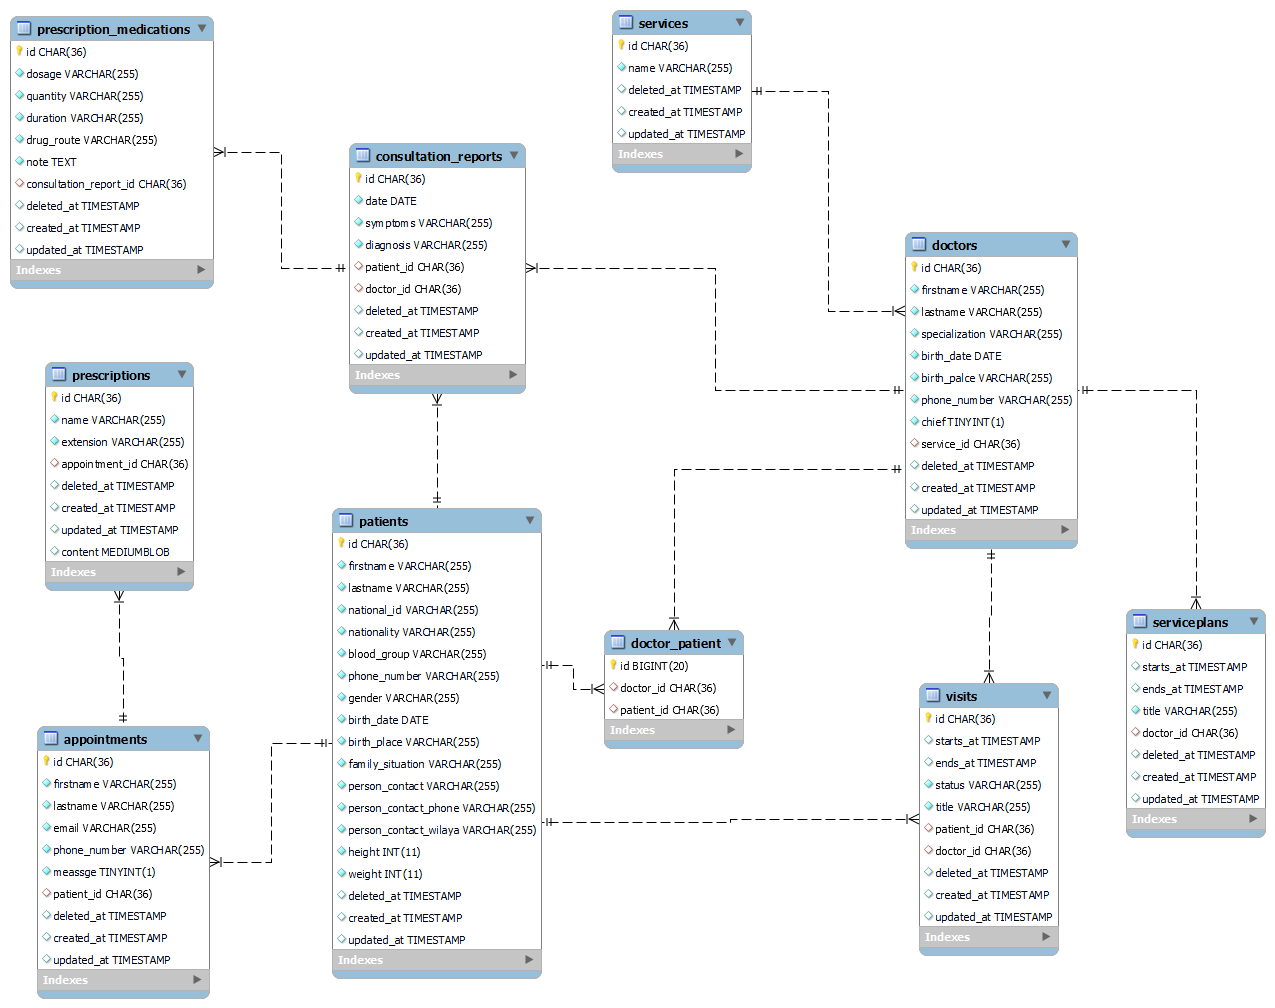 prescription_medications
id CHAR(36)
dosage VARCHAR(255)
quantity VARCHAR(255)
duration VARCHAR(255)
drug_route VARCHAR(255)
note TEXT
consultation_report_id CHAR(36)
deleted_at TIMESTAMP
created_at TIMESTAMP
updated_at TIMESTAMP
Indexes
services
id CHAR(36)
name VARCHAR(255)
deleted_at TIMESTAMP
created_at TIMESTAMP
updated_at TIMESTAMP
Indexes
consultation_reports
id CHAR(36)
date DATE
symptoms VARCHAR(255)
diagnosis VARCHAR(255)
patient_id CHAR(36)
doctor_id CHAR(36)
deleted_at TIMESTAMP
created_at TIMESTAMP
updated_at TIMESTAMP
Indexes
doctors
id CHAR(36)
firstname VARCHAR(255)
lastname VARCHAR(255)
specialization VARCHAR(255)
birth_date DATE
birth_palce VARCHAR(255)
phone_number VARCHAR(255)
chief TINYINT(1)
service_id CHAR(36)
deleted_at TIMESTAMP
created_at TIMESTAMP
updated_at TIMESTAMP
Indexes
prescriptions
id CHAR(36)
name VARCHAR(255)
extension VARCHAR(255)
appointment_id CHAR(36)
deleted_at TIMESTAMP
created_at TIMESTAMP
updated_at TIMESTAMP
content MEDIUMBLOB
Indexes
patients
id CHAR(36)
firstname VARCHAR(255)
lastname VARCHAR(255)
national_id VARCHAR(255)
nationality VARCHAR(255)
blood_group VARCHAR(255)
phone_number VARCHAR(255)
gender VARCHAR(255)
birth_date DATE
birth_place VARCHAR(255)
family_situation VARCHAR(255)
person_contact VARCHAR(255)
person_contact_phone VARCHAR(255)
person_contact_wilaya VARCHAR(255)
height INT(11)
weight INT(11)
deleted_at TIMESTAMP
created_at TIMESTAMP
updated_at TIMESTAMP
Indexes
doctor_patient
id BIGINT(20)
doctor_id CHAR(36)
patient_id CHAR(36)
Indexes
serviceplans
id CHAR(36)
starts_at TIMESTAMP
ends_at TIMESTAMP
title VARCHAR(255)
doctor_id CHAR(36)
deleted_at TIMESTAMP
created_at TIMESTAMP
updated_at TIMESTAMP
Indexes
visits
id CHAR(36)
starts_at TIMESTAMP
ends_at TIMESTAMP
status VARCHAR(255)
title VARCHAR(255)
patient_id CHAR(36)
doctor_id CHAR(36)
deleted_at TIMESTAMP
created_at TIMESTAMP
updated_at TIMESTAMP
Indexes
appointments
id CHAR(36)
firstname VARCHAR(255)
lastname VARCHAR(255)
email VARCHAR(255)
phone_number VARCHAR(255)
meassge TINYINT(1)
patient_id CHAR(36)
deleted_at TIMESTAMP
created_at TIMESTAMP
updated_at TIMESTAMP
Indexes